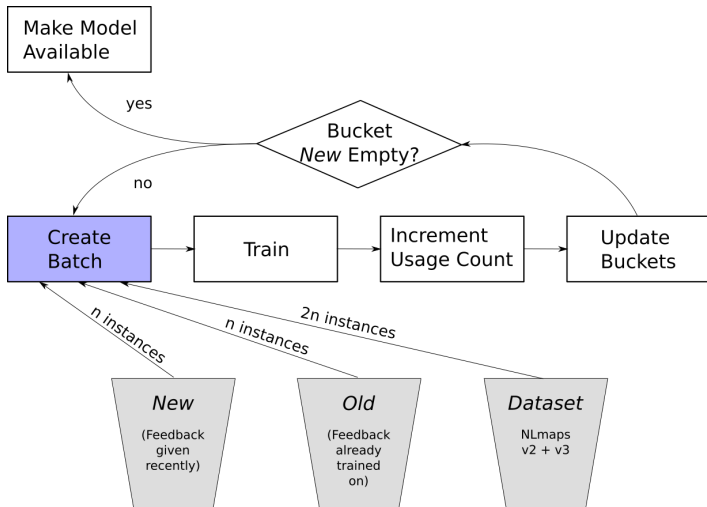 Make Model
Available
yes
Bucket
New Empty?
no
Create
Batch
Train
Increment
Usage Count
Update
Buckets
n instances
n instances
2n instances
New
(Feedback
given
recently)
Old
(Feedback
already
trained
on)
Dataset
NLmaps
v2 + v3